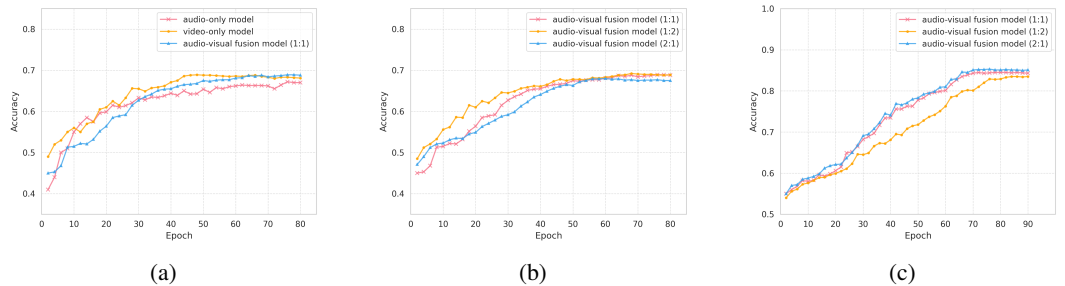 0.8
0.7
0.6
0.5
0.4
Accuracy
0 10 20 30 40 50 60 70 80
Epoch
audio-only model
video-only model
audio-visual fusion model (1:1)
(a)
0.8
0.7
0.6
0.5
0.4
Accuracy
0 10 20 30 40 50 60 70 80
Epoch
audio-visual fusion model (1:1)
audio-visual fusion model (1:2)
audio-visual fusion model (2:1)
(b)
1.0
0.9
0.8
0.7
0.6
0.5
Accuracy
0 10 20 30 40 50 60 70 80 90
Epoch
audio-visual fusion model (1:1)
audio-visual fusion model (1:2)
audio-visual fusion model (2:1)
(c)